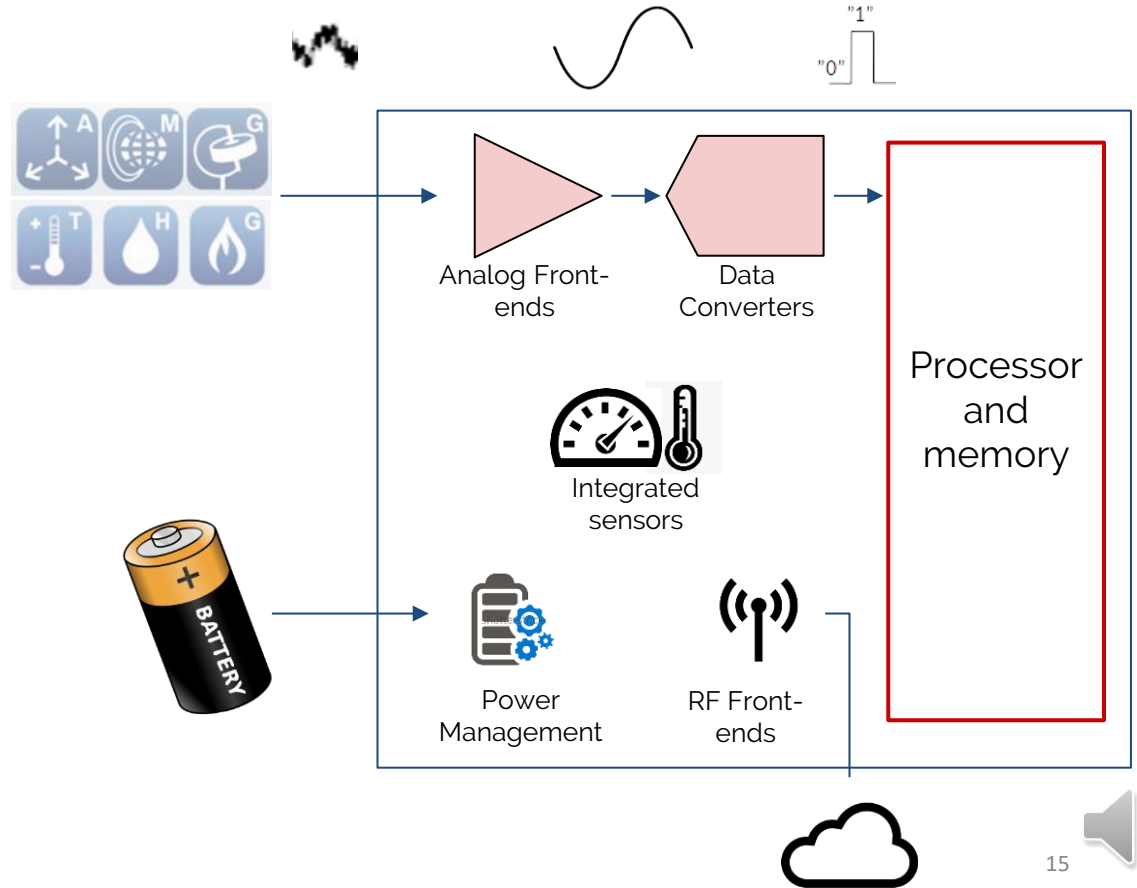 "1"
"0"
A
M
G
T
H
G
Analog Front-
ends
Data
Converters
Processor
and
memory
Integrated
sensors
BATTERY
Power
Management
RF Front-
ends
15